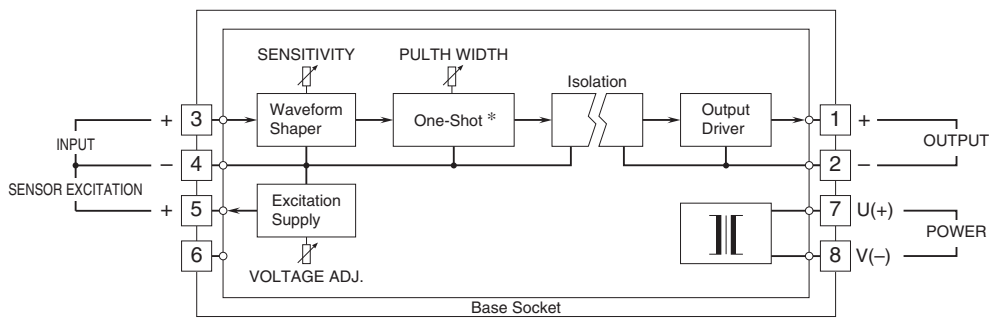 SENSITIVITY
PULTH WIDTH
Isolation
Waveform
Shaper
One-Shot *
Output
Driver
+ 3
INPUT
− 4
SENSOR EXCITATION
+ 5
6
Excitation
Supply
VOLTAGE ADJ.
1 +
OUTPUT
2 −
7 U(+)
POWER
8 V(−)
Base Socket